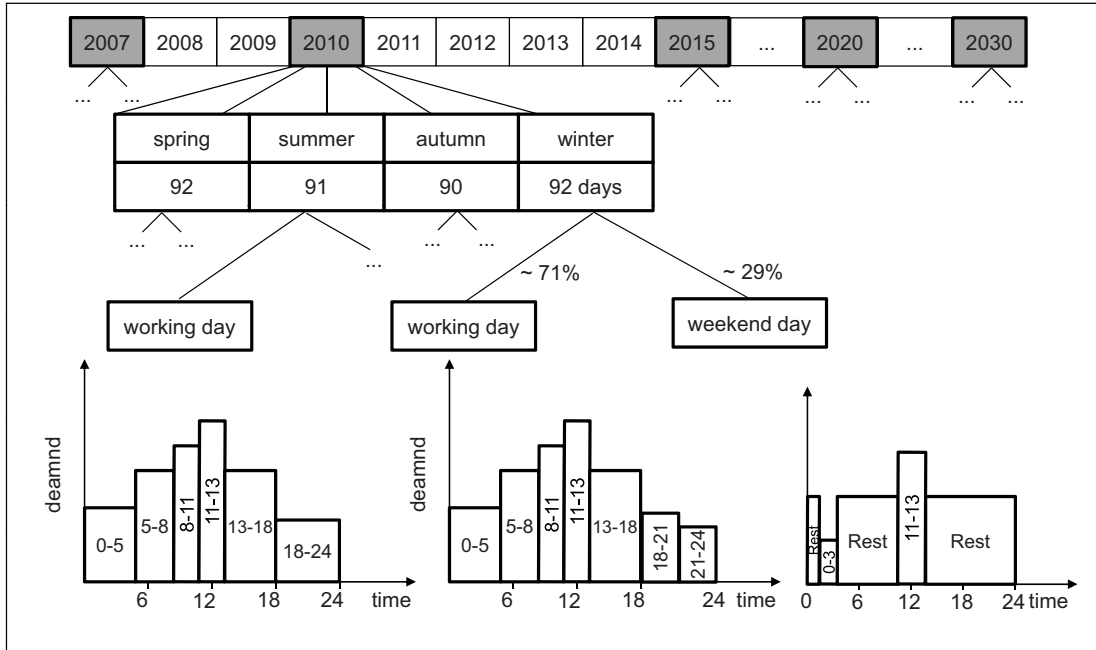 2007 2008 2009 2010 2011 2012 2013 2014 2015 ... 2020 ... 2030
... ... ... ... ... ... ... ...
spring summer autumn winter
92 91 90 92 days
... ... ... ...
...
~ 71% ~ 29%
working day working day weekend day
deamnd
0-5
5-8
8-11
11-13
13-18
18-24
6 12 18 24 time
deamnd
0-5
5-8
8-11
11-13
13-18
18-21
21-24
6 12 18 24 time
Rest
0-3
Rest
11-13
Rest
0 6 12 18 24 time